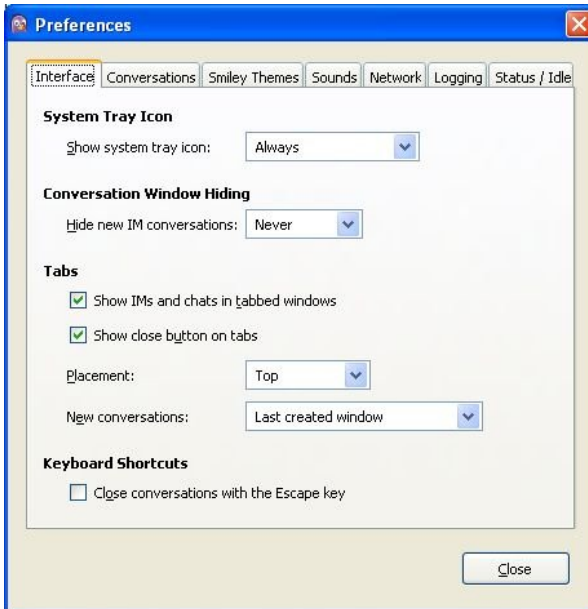 Preferences
Interface Conversations Smiley Themes Sounds Network Logging Status / Idle
System Tray Icon
Show system tray icon: Always
Conversation Window Hiding
Hide new IM conversations: Never
Tabs
Show IMs and chats in tabbed windows
Show close button on tabs
Placement: Top
New conversations: Last created window
Keyboard Shortcuts
Close conversations with the Escape key
Close